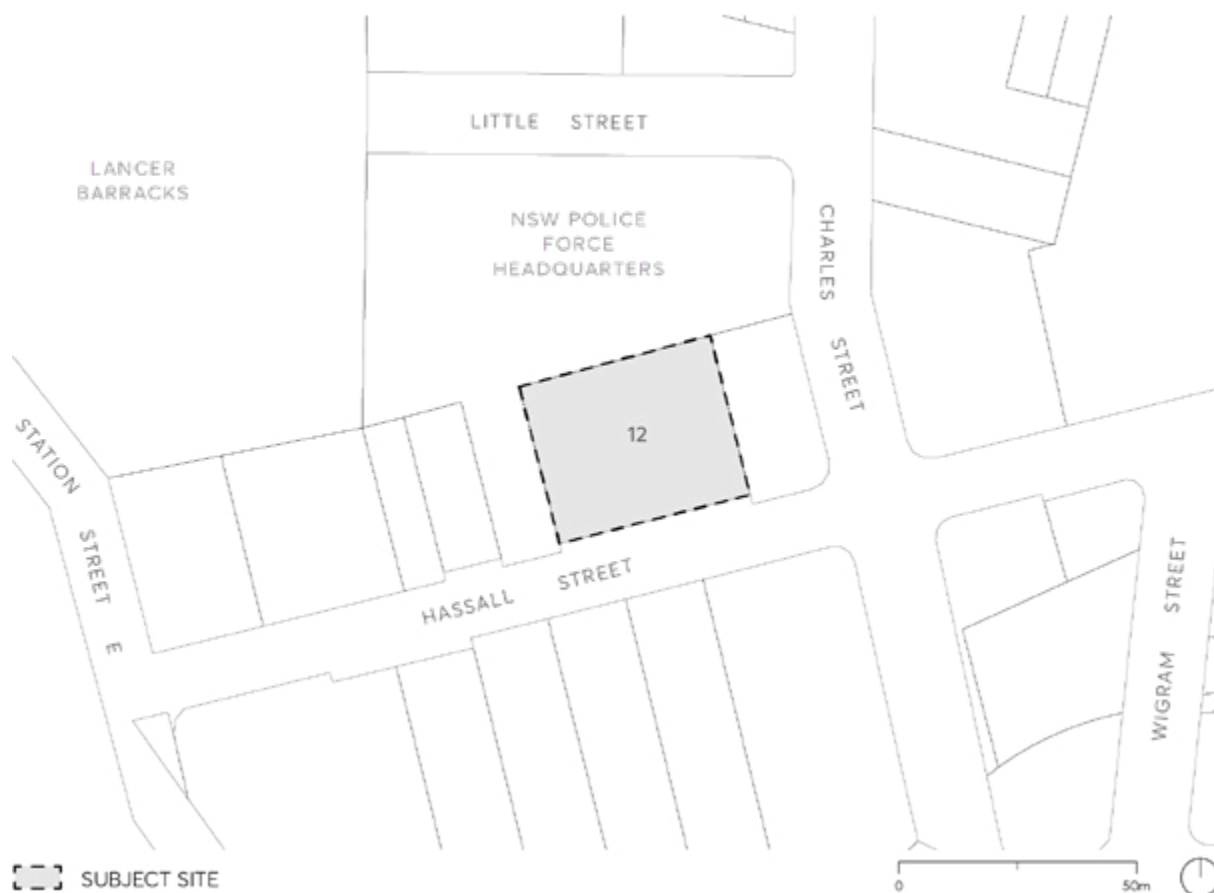 LITTLE STREET
LANCER
BARRACKS
NSW POLICE
FORCE
HEADQUARTERS
CHARLES STREET
12
STATION STREET E
HASSALL STREET
WIGRAM STREET
SUBJECT SITE
0 50m